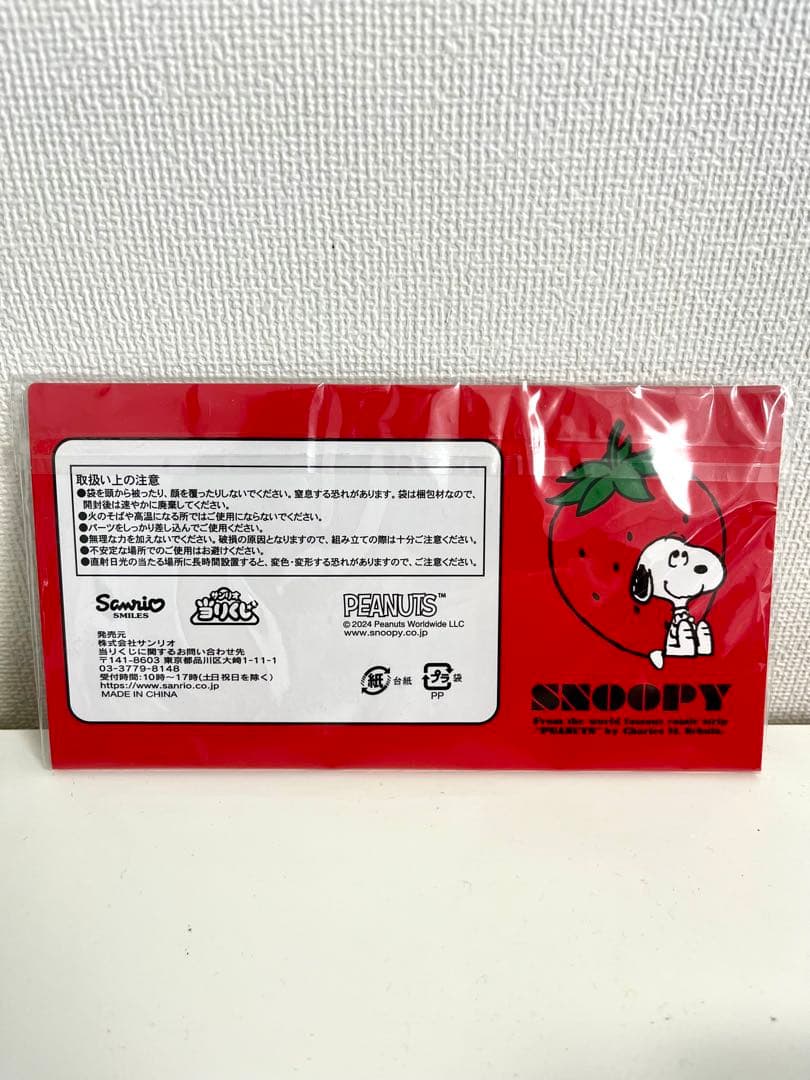 取扱い上の注意
●袋を頭から被ったり、顔を覆ったりしないでください。窒息する恐れがあります。袋は梱包材なので、
開封後は速やかに廃棄してください。
●火のそばや高温になる所ではご使用にならないでください。
●パーツをしっかり差し込んでご使用ください。
●無理な力を加えないでください。破損の原因となりますので、組み立ての際は十分ご注意ください。
●不安定な場所でのご使用はお避けください。
●直射日光の当たる場所に長時間設置すると、変色・変形する恐れがありますので、ご注意ください。
Sanrio
SMILES
サンリオ
当りくじ
PEANUTS™
© 2024 Peanuts Worldwide LLC
www.snoopy.co.jp
発売元
株式会社サンリオ
当りくじに関するお問い合わせ先
〒141-8603 東京都品川区大崎1-11-1
03-3779-8148
受付時間:10時〜17時(土日祝日を除く)
https://www.sanrio.co.jp
MADE IN CHINA
紙 台紙
プラ 袋
PP
SNOOPY
From the world famous comic strip
"PEANUTS" by Charles M. Schulz.